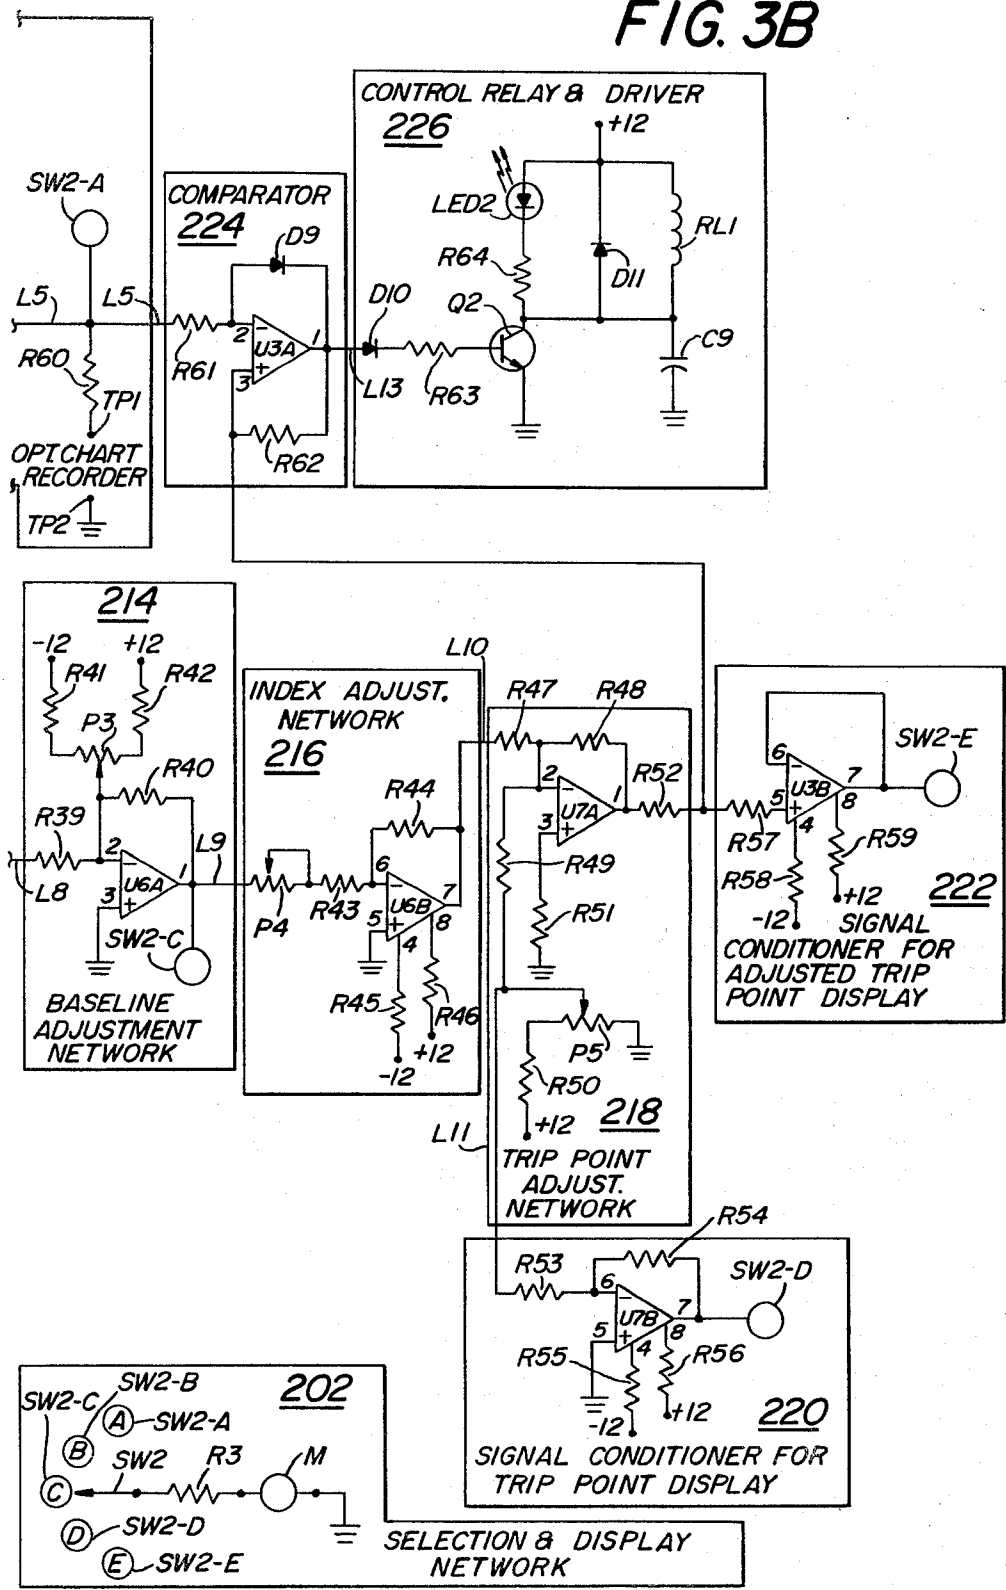 FIG. 3B
CONTROL RELAY & DRIVER
226
+12
LED2
R64
D11
RL1
Q2
C9
R63
D10
L13
SW2-A
COMPARATOR
224
D9
L5
L5
R61
2
-
U3A
1
3
+
R62
R60
TP1
OPT. CHART
RECORDER
TP2
214
-12
+12
R41
R42
P3
R40
R39
L8
2
-
U6A
1
3
+
L9
SW2-C
BASELINE
ADJUSTMENT
NETWORK
INDEX ADJUST.
NETWORK
216
R44
P4
R43
6
-
U6B
7
5
+
4
8
R45
R46
-12
+12
L10
R47
R48
2
-
U7A
1
3
+
R52
R49
R51
P5
R50
+12
218
L11
TRIP POINT
ADJUST.
NETWORK
SW2-E
6
-
U3B
7
5
+
4
8
R57
R58
R59
-12
+12
222
SIGNAL
CONDITIONER FOR
ADJUSTED TRIP
POINT DISPLAY
R54
R53
6
-
U7B
7
5
+
4
8
SW2-D
R55
R56
-12
+12
220
SIGNAL CONDITIONER FOR
TRIP POINT DISPLAY
202
SW2-B
SW2-C
A
SW2-A
B
C
SW2
R3
M
D
SW2-D
E
SW2-E
SELECTION & DISPLAY
NETWORK